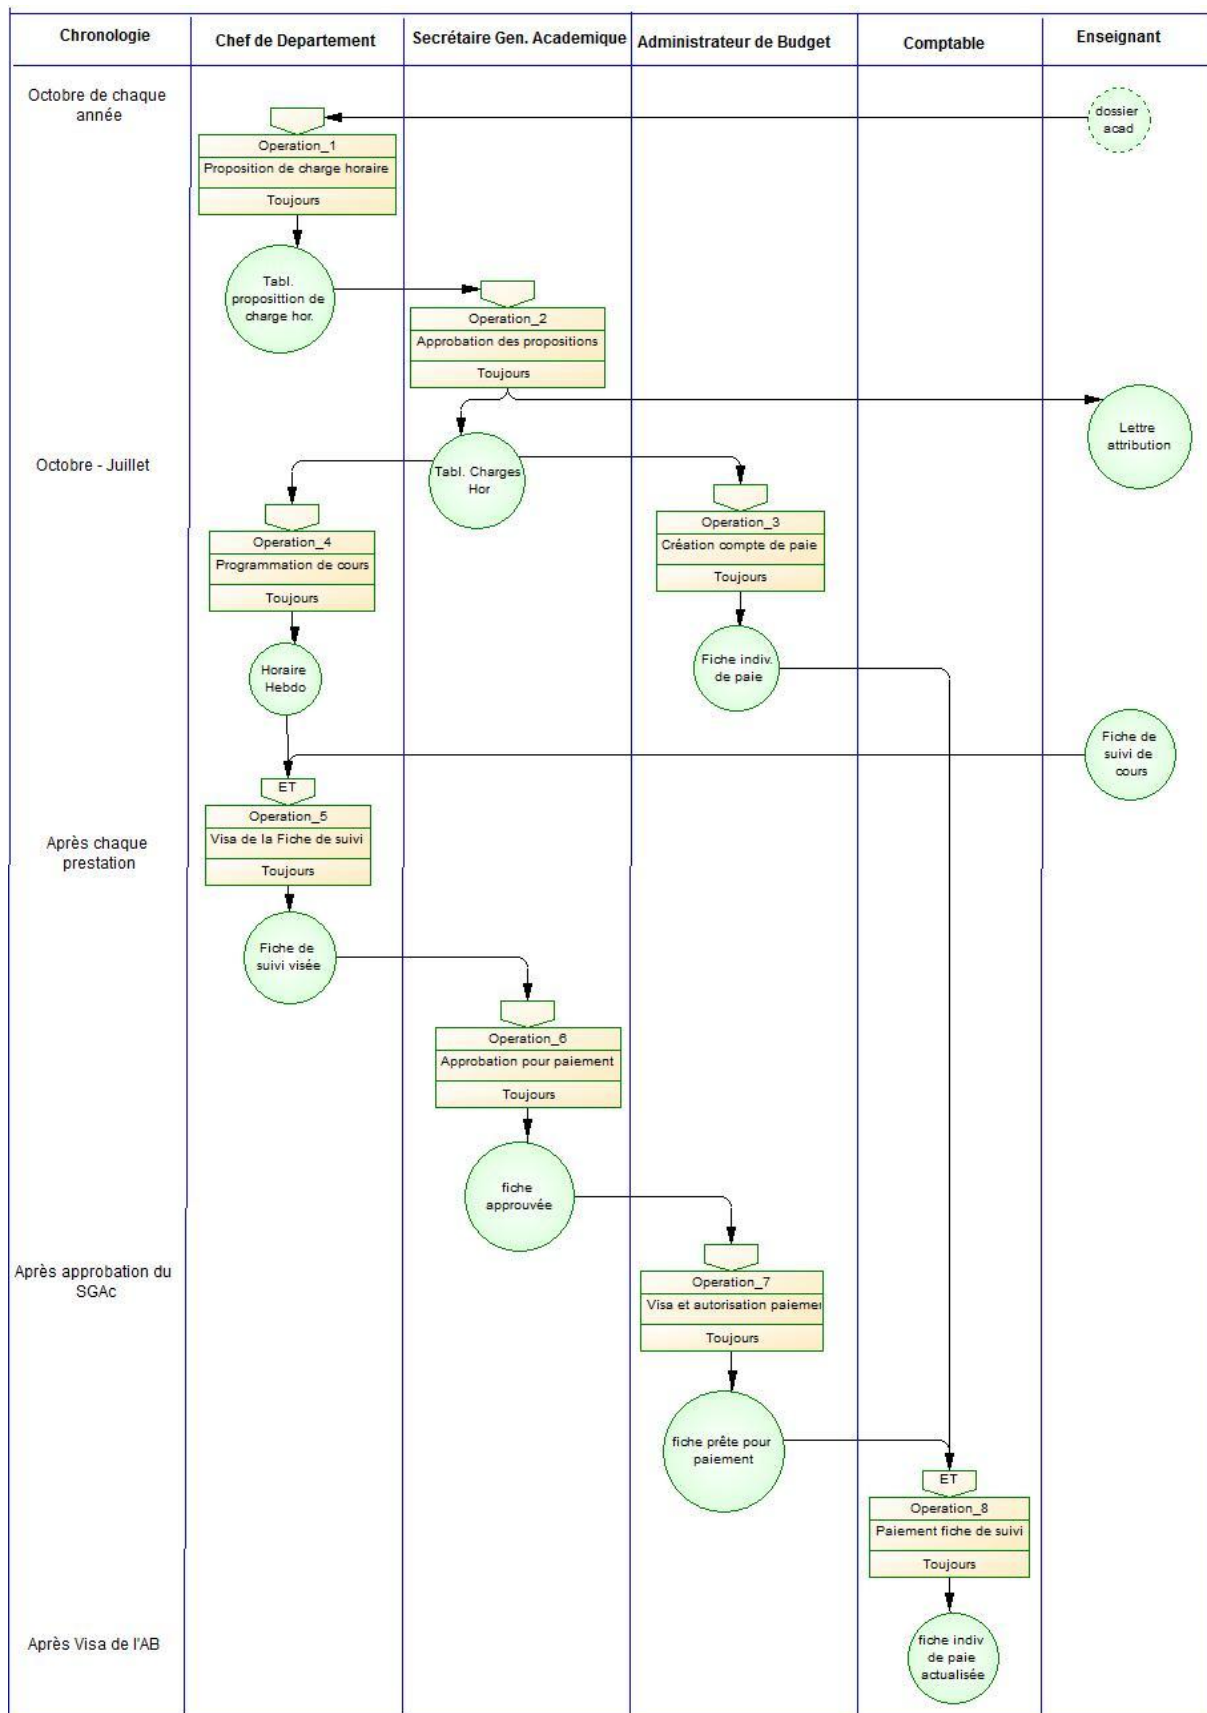 Chronologie
Chef de Departement
Secrétaire Gen. Academique
Administrateur de Budget
Comptable
Enseignant
Octobre de chaque
année
dossier
acad
Operation_1
Proposition de charge horaire
Toujours
Tabl.
proposittion de
charge hor.
Operation_2
Approbation des propositions
Toujours
Lettre
attribution
Octobre - Juillet
Tabl. Charges
Hor
Operation_4
Programmation de cours
Toujours
Operation_3
Création compte de paie
Toujours
Horaire
Hebdo
Fiche indiv.
de paie
Fiche de
suivi de
cours
ET
Operation_5
Visa de la Fiche de suivi
Toujours
Après chaque
prestation
Fiche de
suivi visée
Operation_6
Approbation pour paiement
Toujours
fiche
approuvée
Après approbation du
SGAc
Operation_7
Visa et autorisation paiemer
Toujours
fiche prête pour
paiement
ET
Operation_8
Paiement fiche de suivi
Toujours
Après Visa de l'AB
fiche indiv
de paie
actualisée